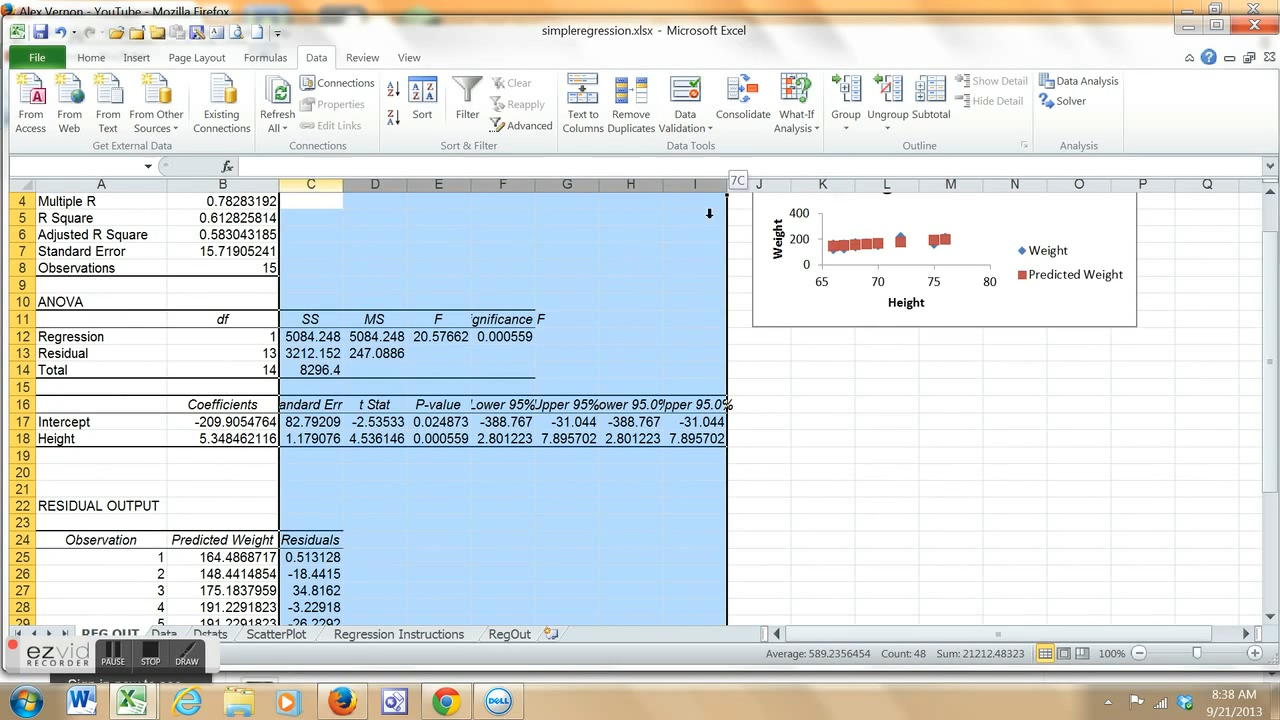 Alex Vernon - YouTube - Mozilla Firefox
simpleregression.xlsx - Microsoft Excel
File Home Insert Page Layout Formulas Data Review View
From Access From Web From Text From Other Sources Existing Connections Refresh All Connections Properties Edit Links Sort Filter Clear Reapply Advanced Text to Columns Remove Duplicates Data Validation Consolidate What-If Analysis Group Ungroup Subtotal Show Detail Hide Detail Data Analysis Solver
Get External Data Connections Sort & Filter Data Tools Outline Analysis
fx
7C
A B C D E F G H I J K L M N O P Q
4 Multiple R 0.78283192
5 R Square 0.612825814
6 Adjusted R Square 0.583043185
7 Standard Error 15.71905241
8 Observations 15
9
10 ANOVA
11 df SS MS F gnificance F
12 Regression 1 5084.248 5084.248 20.57662 0.000559
13 Residual 13 3212.152 247.0886
14 Total 14 8296.4
15
16 Coefficients andard Err t Stat P-value Lower 95% Upper 95% ower 95.0% pper 95.0%
17 Intercept -209.9054764 82.79209 -2.53533 0.024873 -388.767 -31.044 -388.767 -31.044
18 Height 5.348462116 1.179076 4.536146 0.000559 2.801223 7.895702 2.801223 7.895702
19
20
21
22 RESIDUAL OUTPUT
23
24 Observation Predicted Weight Residuals
25 1 164.4868717 0.513128
26 2 148.4414854 -18.4415
27 3 175.1837959 34.8162
28 4 191.2291823 -3.22918
29 5 191.2291823 -26.2292
Weight
400
200
0
65 70 75 80
Height
Weight
Predicted Weight
REG OUT Data Dstats ScatterPlot Regression Instructions RegOut
Average: 589.2356454 Count: 48 Sum: 21212.48323 100%
ezvid
RECORDER
PAUSE STOP DRAW
DELL
8:38 AM
9/21/2013